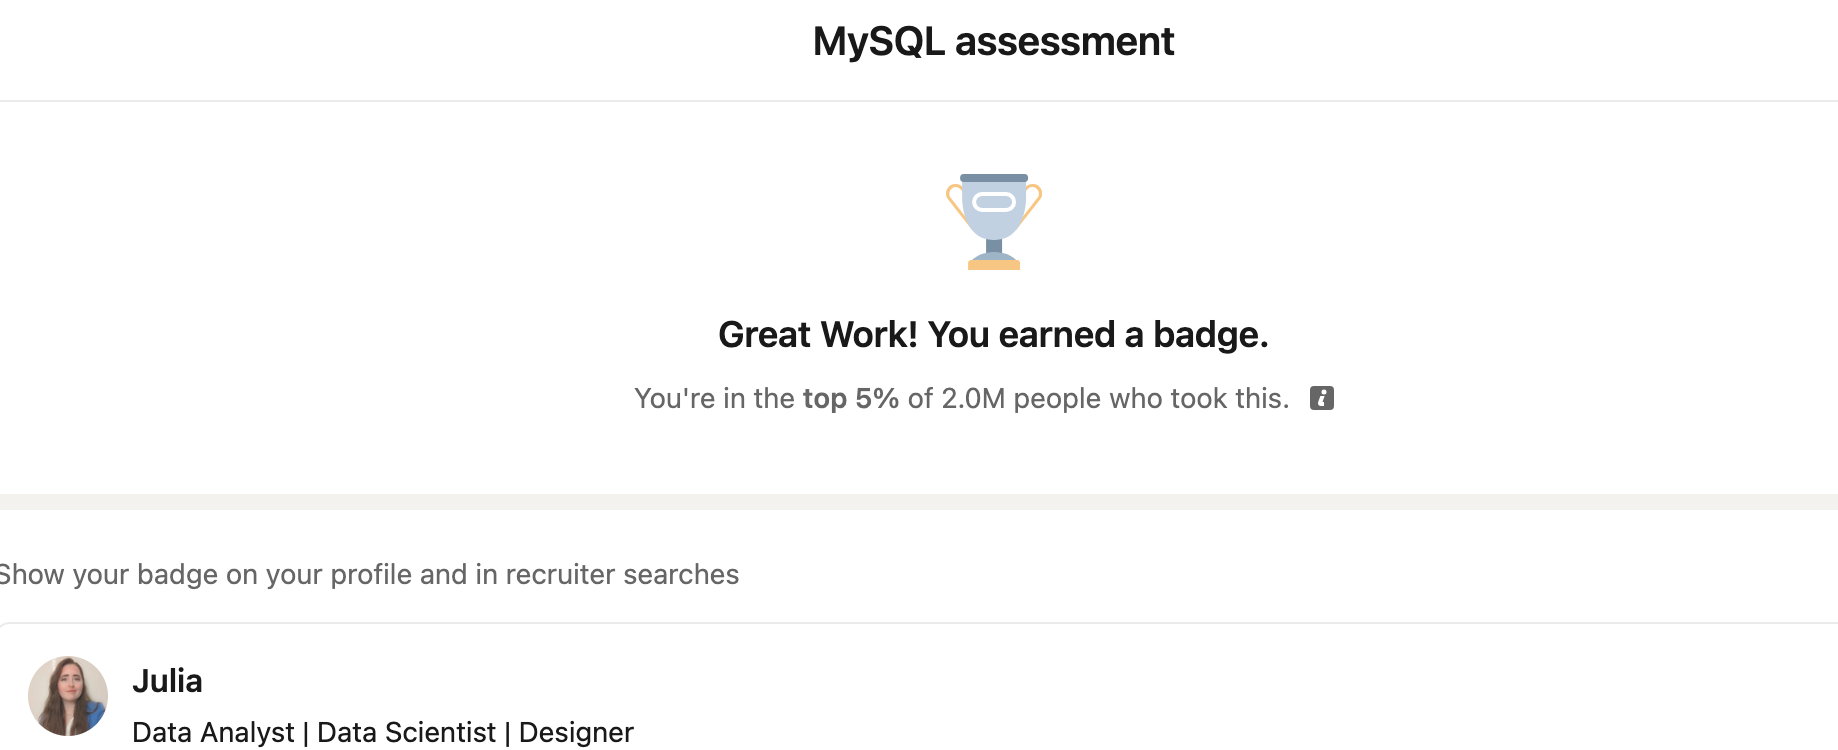 MySQL assessment
Great Work! You earned a badge.
You're in the top 5% of 2.0M people who took this. i
Show your badge on your profile and in recruiter searches
Julia
Data Analyst | Data Scientist | Designer